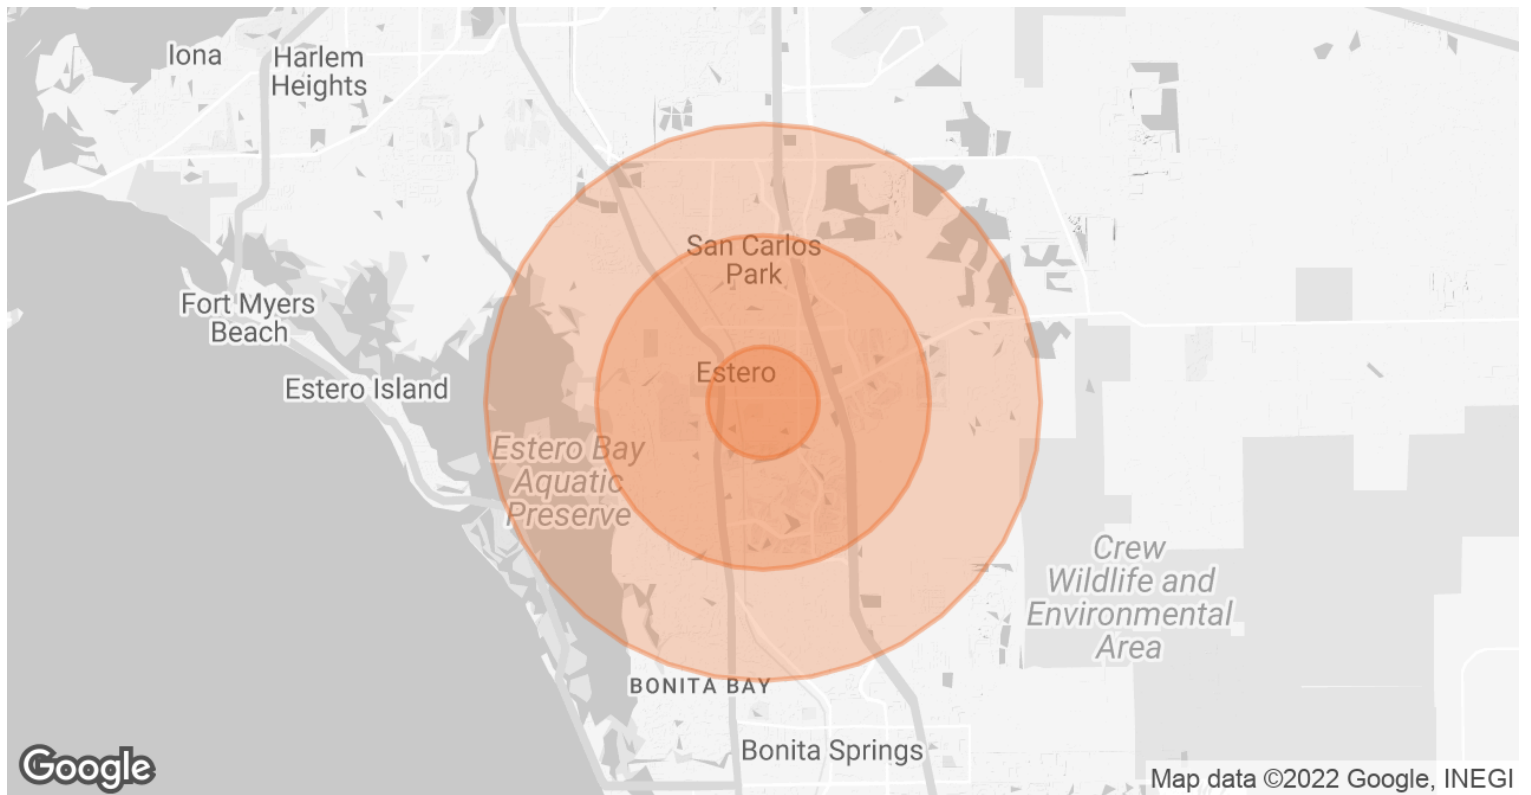 Iona
Harlem
Heights
San Carlos
Park
Fort Myers
Beach
Estero
Estero Island
Estero Bay
Aquatic
Preserve
Crew
Wildlife and
Environmental
Area
BONITA BAY
Bonita Springs
Google
Map data ©2022 Google, INEGI